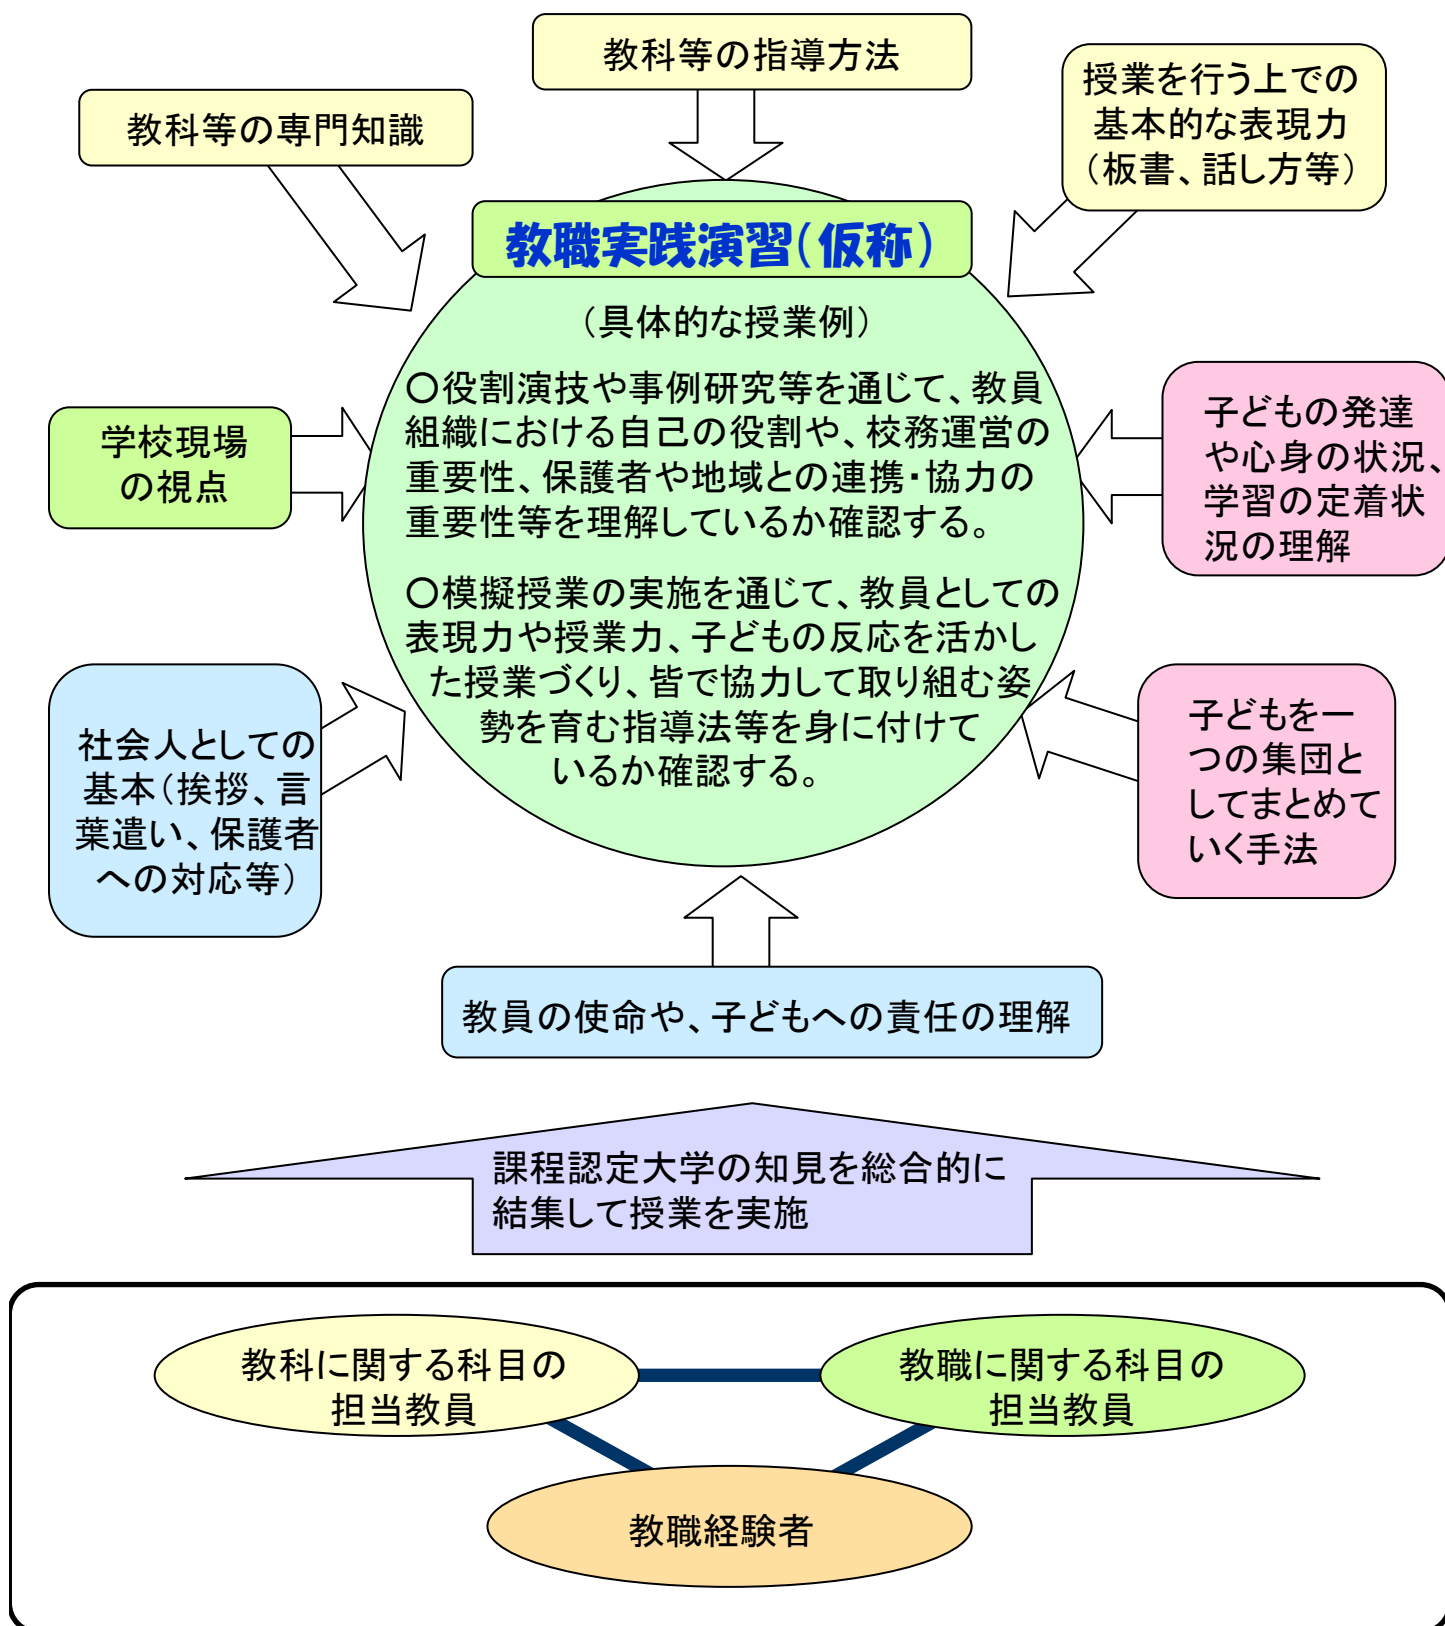 教科等の指導方法
教科等の専門知識
授業を行う上での
基本的な表現力
（板書、話し方等）
教職実践演習（仮称）
（具体的な授業例）
○役割演技や事例研究等を通じて、教員
組織における自己の役割や、校務運営の
重要性、保護者や地域との連携・協力の
重要性等を理解しているか確認する。
○模擬授業の実施を通じて、教員としての
表現力や授業力、子どもの反応を活かし
た授業づくり、皆で協力して取り組む姿
勢を育む指導法等を身に付けて
いるか確認する。
学校現場
の視点
子どもの発達
や心身の状況、
学習の定着状
況の理解
社会人としての
基本（挨拶、言
葉遣い、保護者
への対応等）
子どもを一
つの集団と
してまとめて
いく手法
教員の使命や、子どもへの責任の理解
課程認定大学の知見を総合的に
結集して授業を実施
教科に関する科目の
担当教員
教職に関する科目の
担当教員
教職経験者